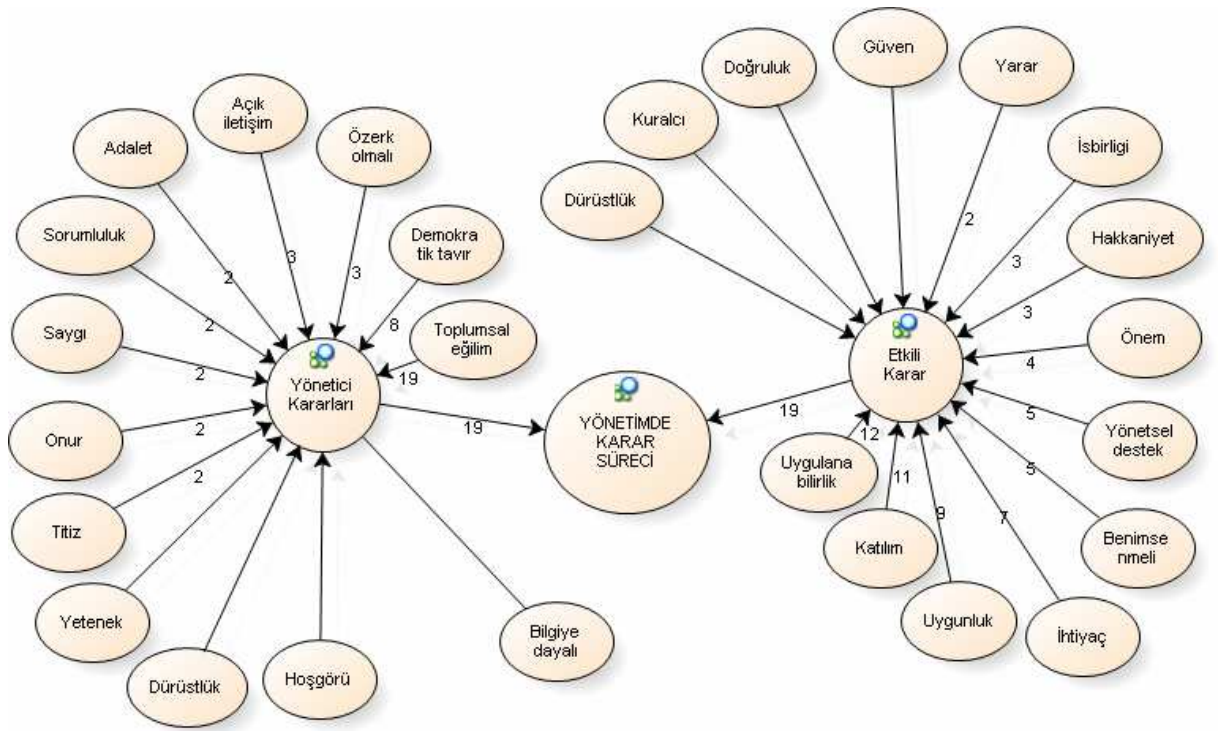 Güven
Doğruluk
Yarar
Kuralcı
İsbirligi
Dürüstlük
Hakkaniyet
Önem
Yönetsel
destek
Benimse
nmeli
İhtiyaç
Uygunluk
Katılım
Uygulana
bilirlik
Etkili
Karar
2
3
3
4
5
5
7
9
11
12
19
YÖNETİMDE
KARAR
SÜRECİ
19
Yönetici
Kararları
Açık
iletişim
Özerk
olmalı
Adalet
Demokra
tik tavır
Sorumluluk
Toplumsal
eğilim
Saygı
Onur
Titiz
Yetenek
Dürüstlük
Hoşgörü
Bilgiye
dayalı
2
3
3
8
19
2
2
2
2